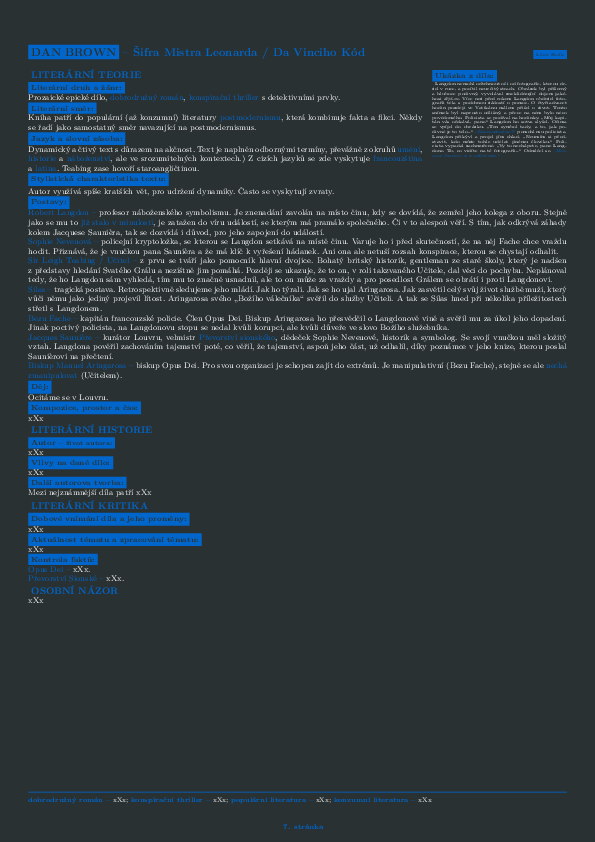 DAN BROWN – Šifra Mistra Leonarda / Da Vinciho Kód
LITERÁRNÍ TEORIE
Literární druh a žánr:
Prozaické epické dílo, dobrodružný román, konspirační thriller s detektivními prvky.
Literární směr:
Kniha patří do populární (až konzumní) literatury postmodernismu, která kombinuje fakta a fikci. Někdy
se řadí jako samostatný směr navazující na postmodernismus.
Jazyk a slovní zásoba:
Dynamický a čtivý text s důrazem na akčnost. Text je naplněn odbornými termíny, převážně z okruhů umění,
historie a náboženství, ale ve srozumitelných kontextech.) Z cizích jazyků se zde vyskytuje francouzština
a latina. Teabing zase hovoří staroangličtinou.
Stylistická charakteristika textu:
Autor využívá spíše kratších vět, pro udržení dynamiky. Často se vyskytují zvraty.
Postavy:
Robert Langdon – profesor náboženského symbolismu. Je znenadání zavolán na místo činu, kdy se dovídá, že zemřel jeho kolega z oboru. Stejně
jako se mu to již stalo v minulosti, je zatažen do víru událostí, se kterým má pramálo společného. Či v to alespoň věří. S tím, jak odkrývá záhady
kolem Jacquese Saunièra, tak se dozvídá i důvod, pro jeho zapojení do událostí.
Sophie Neveuová – policejní kryptoložka, se kterou se Langdon setkává na místě činu. Varuje ho i před skutečností, že na něj Fache chce vraždu
hodit. Přiznává, že je vnučkou pana Saunièra a že má klíč k vyřešení hádanek. Ani ona ale netuší rozsah konspirace, kterou se chystají odhalit.
Sir Leigh Teabing – Učitel – z prvu se tváří jako pomocník hlavní dvojice. Bohatý britský historik, gentleman ze staré školy, který je nadšen
z představy hledání Svatého Grálu a nezištně jim pomáhá. Později se ukazuje, že to on, v roli takzvaného Učitele, dal věci do pochybu. Neplánoval
tedy, že ho Langdon sám vyhledá, tím mu to značně usnadnil, ale to on může za vraždy a pro posedlost Grálem se obrátí i proti Langdonovi.
Silas – tragická postava. Retrospektivně sledujeme jeho mládí. Jak ho týrali. Jak se ho ujal Aringarosa. Jak zasvětil celý svůj život službě muži, který
vůči němu jako jediný projevil lítost. Aringarosa svého „Božího válečníka“ svěřil do služby Učiteli. A tak se Silas hned při několika příležitostech
střetl s Langdonem.
Bezu Fache – kapitán francouzské policie. Člen Opus Dei. Biskup Aringarosa ho přesvědčil o Langdonově vině a svěřil mu za úkol jeho dopadení.
Jinak poctivý policista, na Langdonovu stopu se nedal kvůli korupci, ale kvůli důvěře ve slovo Božího služebníka.
Jacques Saunière – kurátor Louvru, velmistr Převorství sionského, dědeček Sophie Neveuové, historik a symbolog. Se svojí vnučkou měl složitý
vztah. Langdona pověřil zachováním tajemství poté, co věřil, že tajemství, aspoň jeho část, už odhalil, díky poznámce v jeho knize, kterou poslal
Saunièrovi na přečtení.
Biskup Manuel Aringarosa – biskup Opus Dei. Pro svou organizaci je schopen zajít do extrémů. Je manipulativní (Bezu Fache), stejně se ale nechá
zmanipulovat (Učitelem).
Děj:
Ocitáme se v Louvru.
Kompozice, prostor a čas:
xXx
LITERÁRNÍ HISTORIE
Autor – život autora:
xXx
Vlivy na dané dílo:
xXx
Další autorova tvorba:
Mezi nejznámnější díla patří xXx
LITERÁRNÍ KRITIKA
Dobové vnímání díla a jeho proměny:
xXx
Aktuálnost tématu a zpracování tématu:
xXx
Kontrola faktů:
Opus Dei – xXx.
Převorství Sionské – xXx.
OSOBNÍ NÁZOR
xXx
Ukázka z díla:
dobrodružný román – xXx; konspirační thriller – xXx; populární literatura – xXx; konzumní literatura – xXx
7. stránka